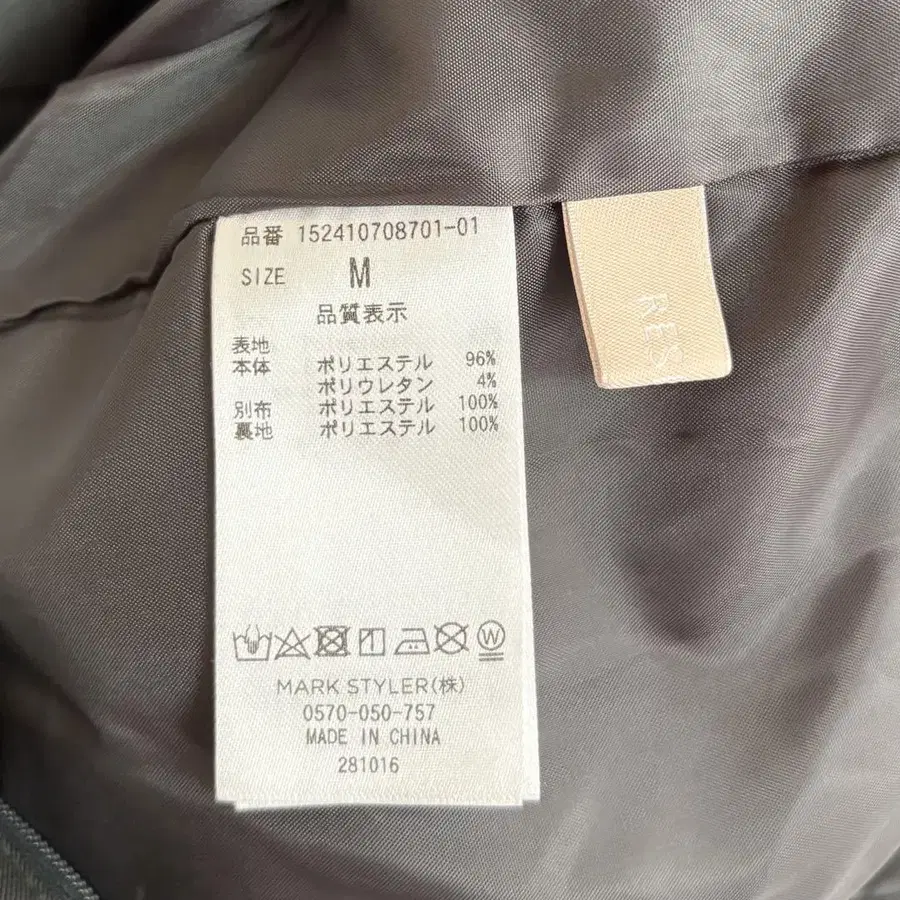 品番 152410708701-01
SIZE M
品質表示
表地
本体 ポリエステル 96%
ポリウレタン 4%
別布 ポリエステル 100%
裏地 ポリエステル 100%
W
MARK STYLER(株)
0570-050-757
MADE IN CHINA
281016
RES